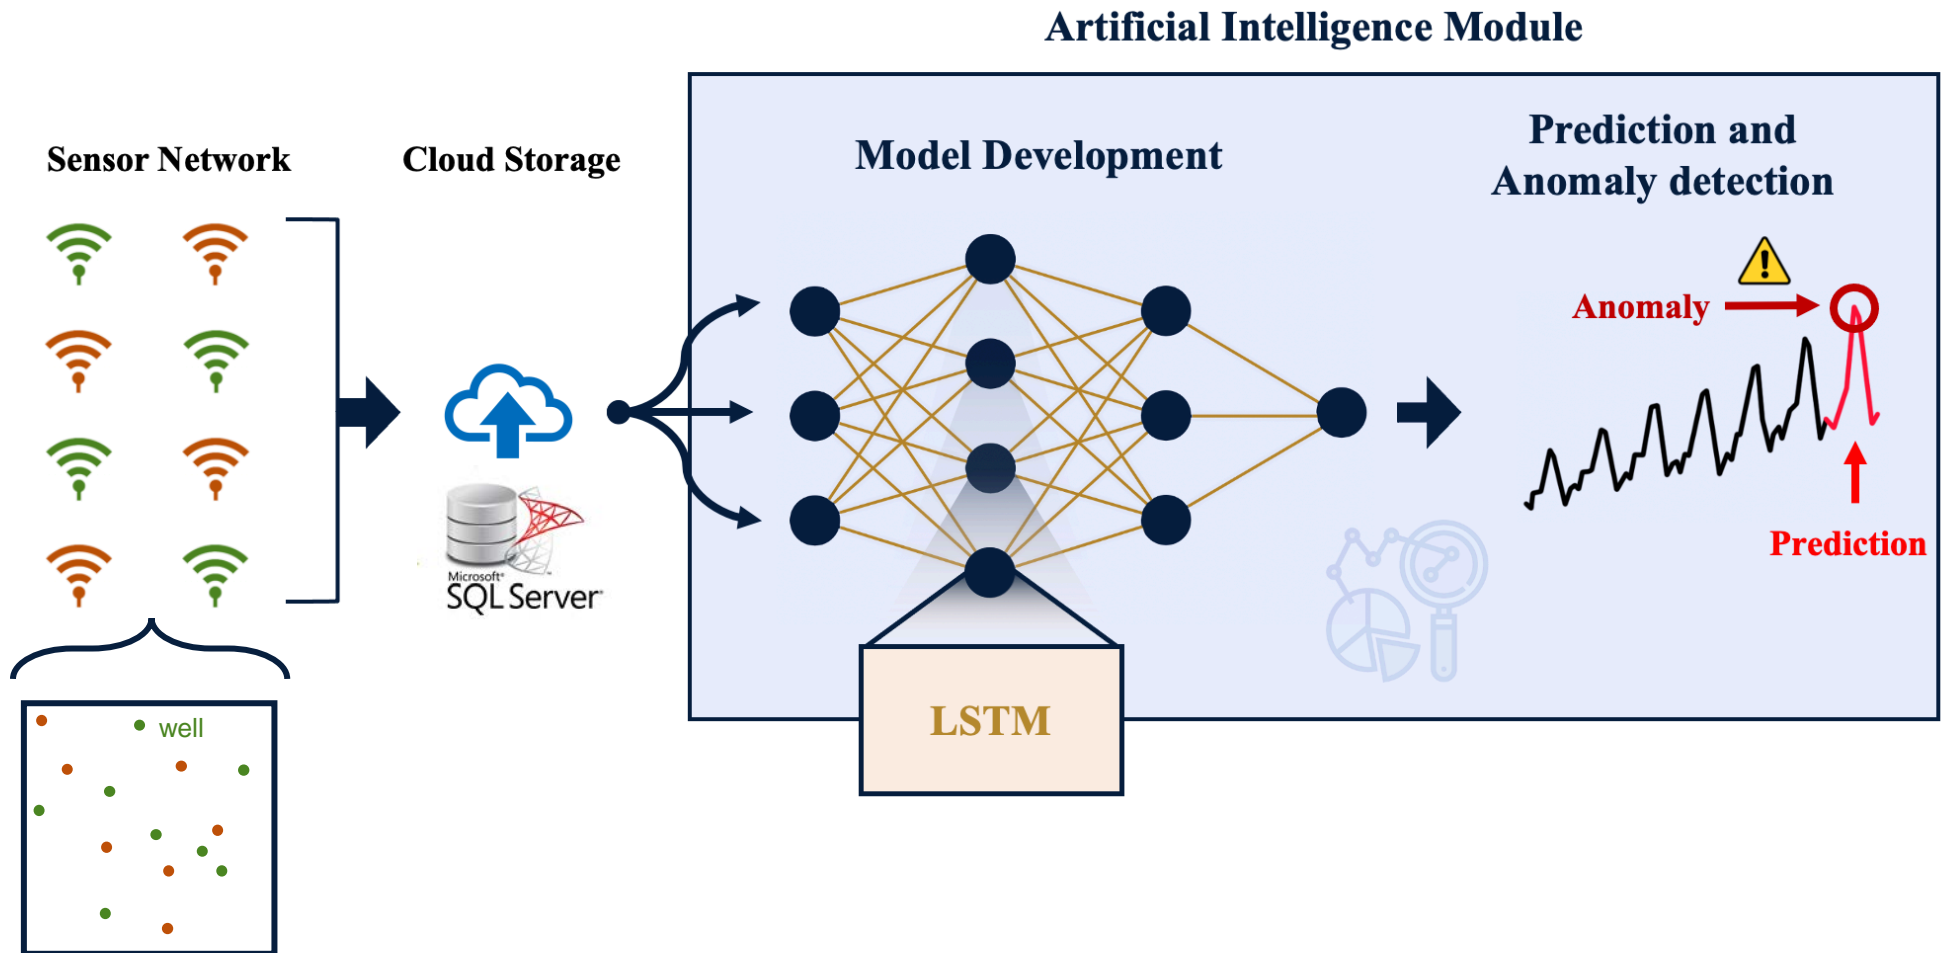 Artificial Intelligence Module
Sensor Network
Cloud Storage
Model Development
Prediction and
Anomaly detection
Anomaly
Prediction
Microsoft®
SQL Server®
LSTM
well